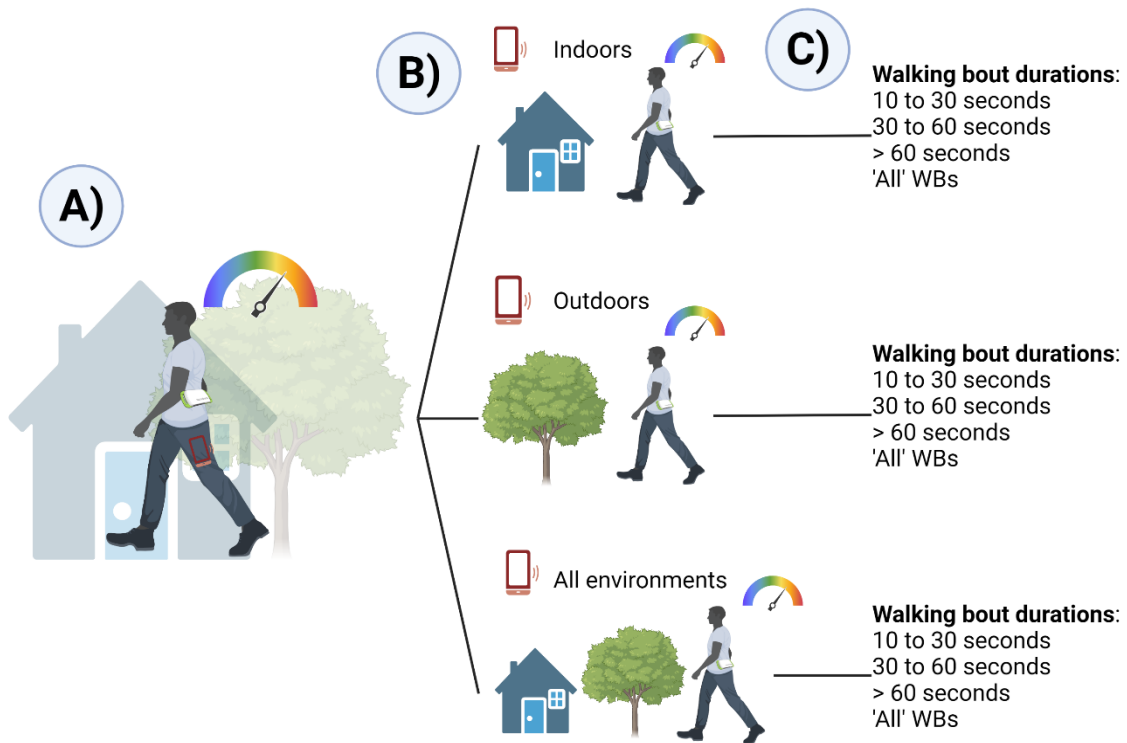 A)
B)
C)
Indoors
Walking bout durations:
10 to 30 seconds
30 to 60 seconds
> 60 seconds
'All' WBs
Outdoors
Walking bout durations:
10 to 30 seconds
30 to 60 seconds
> 60 seconds
'All' WBs
All environments
Walking bout durations:
10 to 30 seconds
30 to 60 seconds
> 60 seconds
'All' WBs